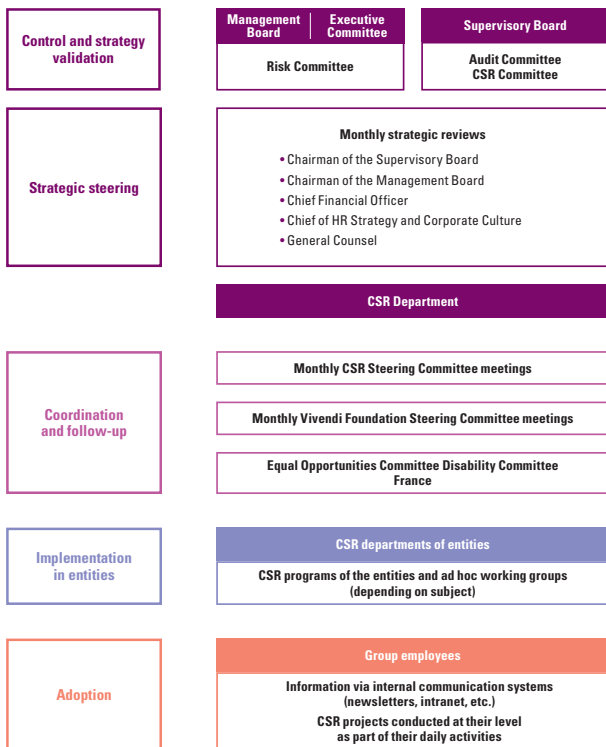 Control and strategy
validation
Management
Board
Executive
Committee
Risk Committee
Supervisory Board
Audit Committee
CSR Committee
Strategic steering
Monthly strategic reviews
• Chairman of the Supervisory Board
• Chairman of the Management Board
• Chief Financial Officer
• Chief of HR Strategy and Corporate Culture
• General Counsel
CSR Department
Coordination
and follow-up
Monthly CSR Steering Committee meetings
Monthly Vivendi Foundation Steering Committee meetings
Equal Opportunities Committee Disability Committee
France
Implementation
in entities
CSR departments of entities
CSR programs of the entities and ad hoc working groups
(depending on subject)
Adoption
Group employees
Information via internal communication systems
(newsletters, intranet, etc.)
CSR projects conducted at their level
as part of their daily activities